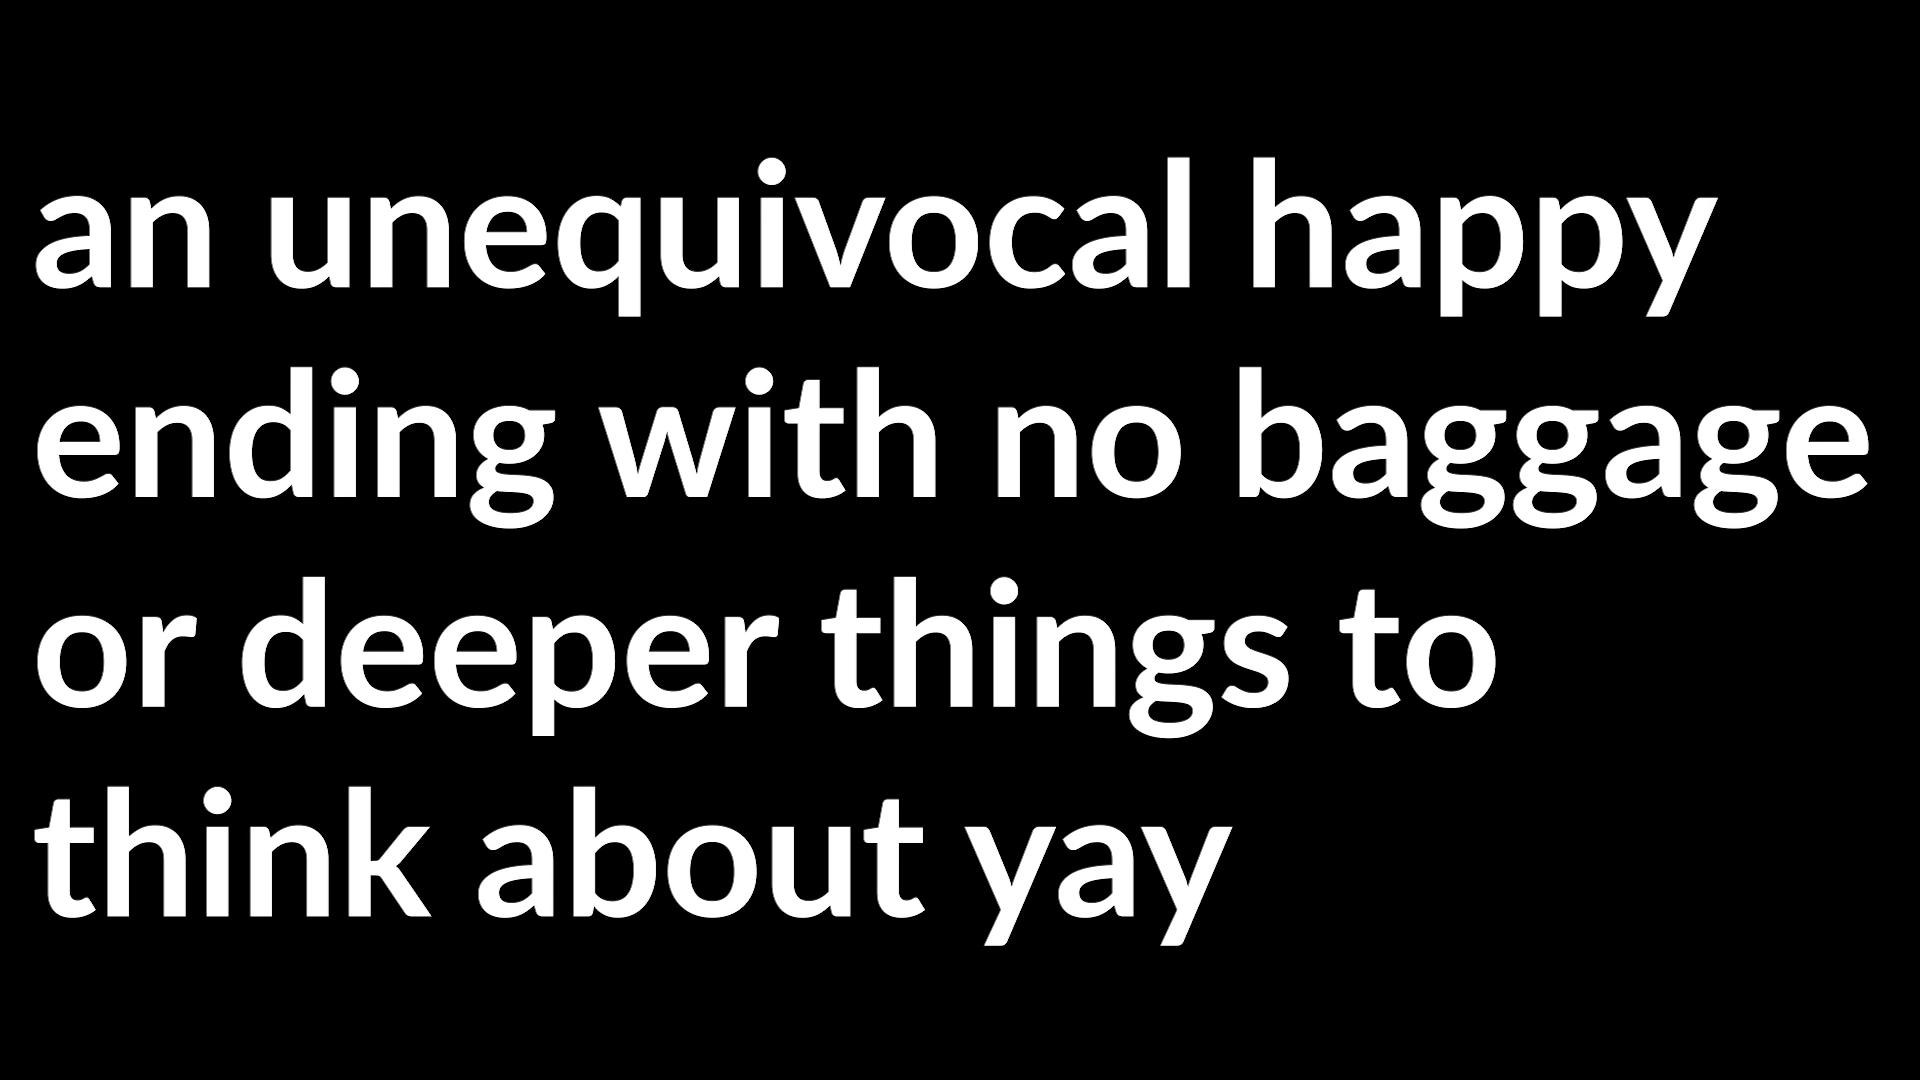 an unequivocal happy
ending with no baggage
or deeper things to
think about yay